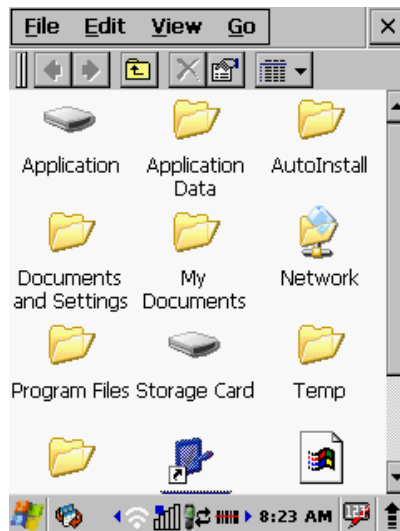 File Edit View Go
Application
Application
Data
AutoInstall
Documents
and Settings
My
Documents
Network
Program Files
Storage Card
Temp
8:23 AM